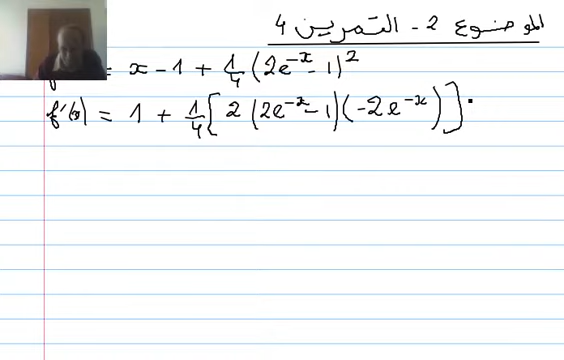 الموضوع 2 - التمرين 4
= x - 1 + 1/4 (2e^{-x} - 1)^2
f'(x) = 1 + 1/4 [ 2 (2e^{-x} - 1) (-2e^{-x}) ]